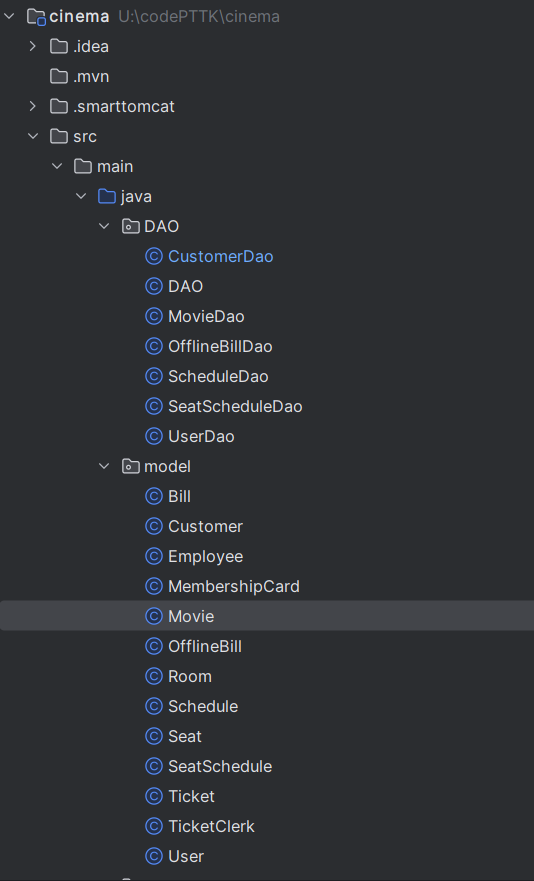 cinema U:\codePTTK\cinema
.idea
.mvn
.smarttomcat
src
main
java
DAO
CustomerDao
DAO
MovieDao
OfflineBillDao
ScheduleDao
SeatScheduleDao
UserDao
model
Bill
Customer
Employee
MembershipCard
Movie
OfflineBill
Room
Schedule
Seat
SeatSchedule
Ticket
TicketClerk
User